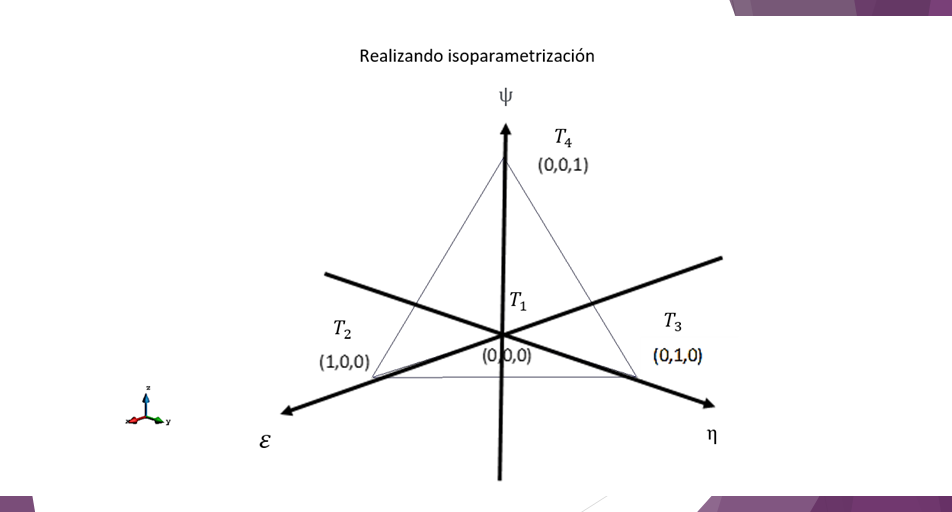 Realizando isoparametrización
ψ
T₄
(0,0,1)
T₁
T₂
T₃
(1,0,0)
(0,0,0)
(0,1,0)
z
x
y
ε
η